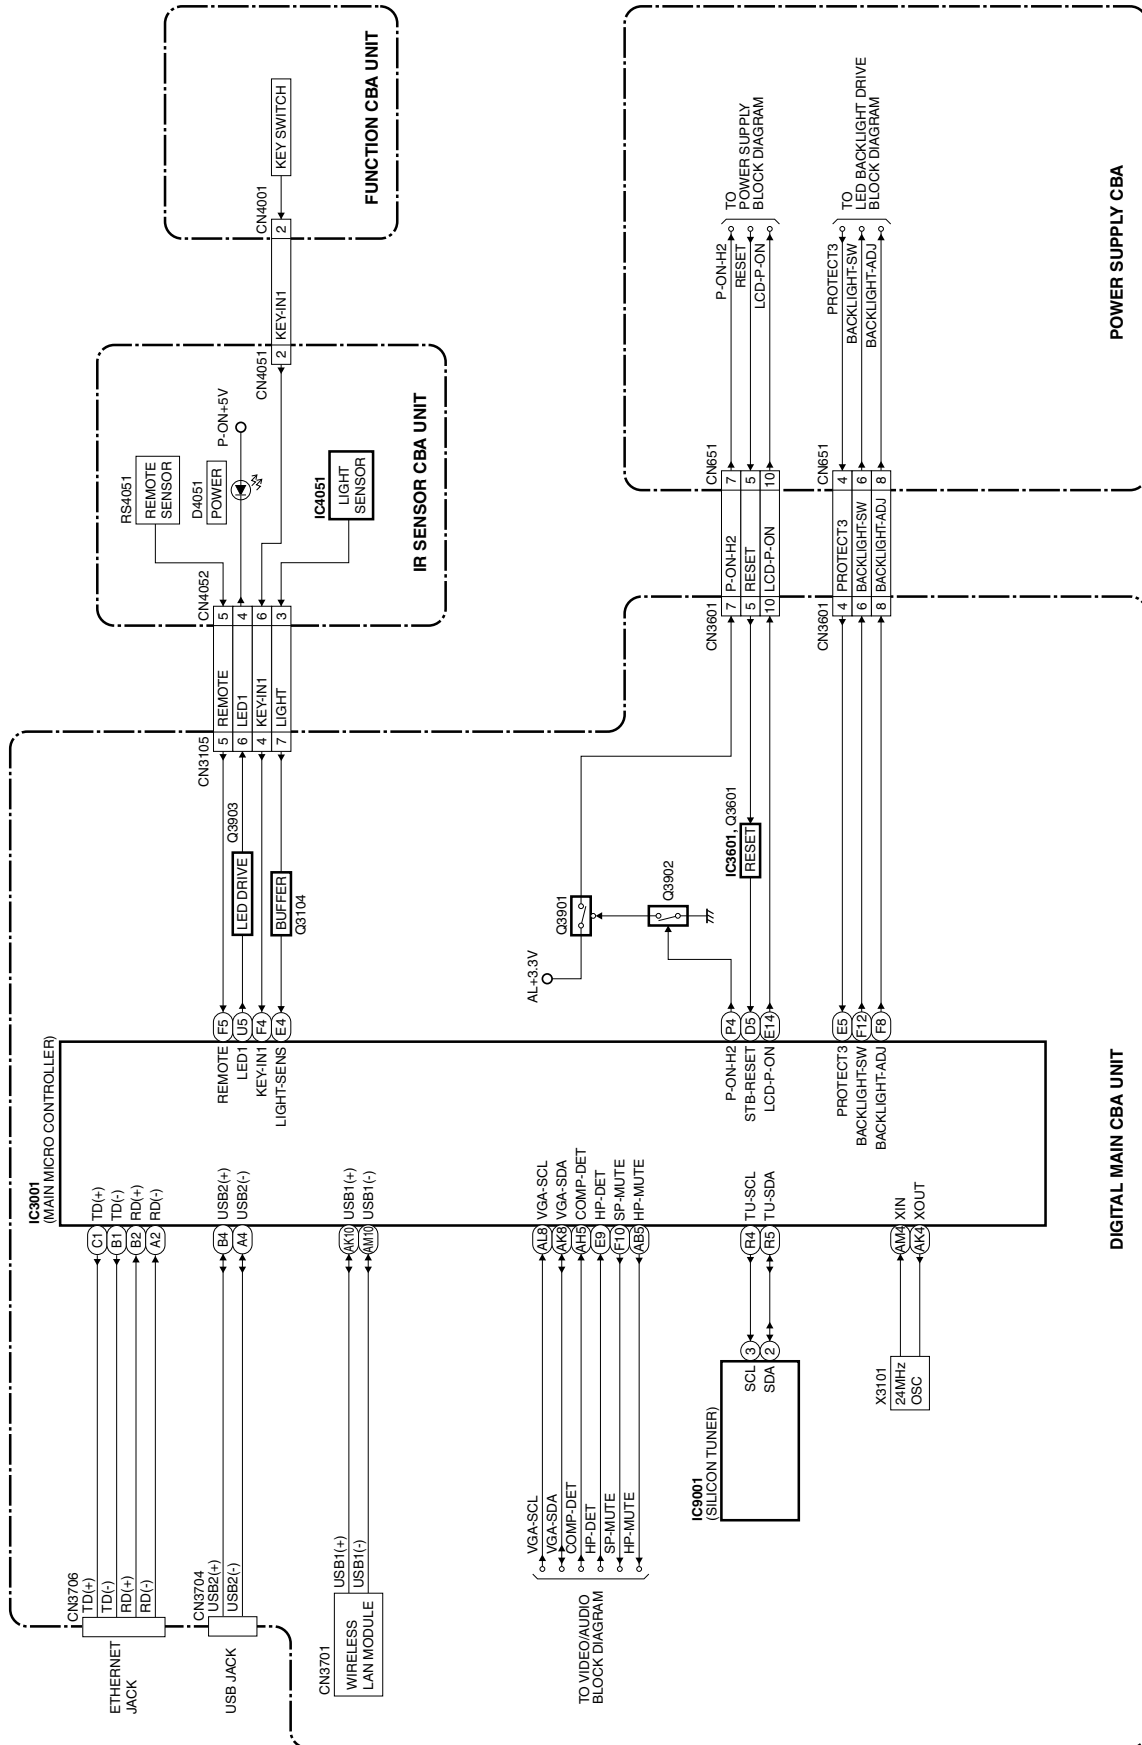 FUNCTION CBA UNIT
KEY SWITCH
CN4001
2
KEY-IN1
2
CN4051
IR SENSOR CBA UNIT
RS4051
REMOTE
SENSOR
D4051
POWER
P-ON+5V
IC4051
LIGHT
SENSOR
CN4052
5
4
6
3
REMOTE
LED1
KEY-IN1
LIGHT
5
6
4
7
CN3105
LED DRIVE
Q3903
BUFFER
Q3104
F5
U5
F4
E4
REMOTE
LED1
KEY-IN1
LIGHT-SENS
IC3001
(MAIN MICRO CONTROLLER)
TD(+)
TD(-)
RD(+)
RD(-)
C1
B1
B2
A2
CN3706
TD(+)
TD(-)
RD(+)
RD(-)
ETHERNET
JACK
USB2(+)
USB2(-)
B4
A4
CN3704
USB2(+)
USB2(-)
USB JACK
USB1(+)
USB1(-)
AK10
AM10
USB1(+)
USB1(-)
CN3701
WIRELESS
LAN MODULE
VGA-SCL
VGA-SDA
COMP-DET
HP-DET
SP-MUTE
HP-MUTE
AL8
AK8
AH5
E9
F10
AB5
VGA-SCL
VGA-SDA
COMP-DET
HP-DET
SP-MUTE
HP-MUTE
TO VIDEO/AUDIO
BLOCK DIAGRAM
TU-SCL
TU-SDA
R4
R5
3
2
SCL
SDA
IC9001
(SILICON TUNER)
XIN
XOUT
AM4
AK4
X3101
24MHz
OSC
P-ON-H2
STB-RESET
LCD-P-ON
P4
D5
E14
AL+3.3V
Q3901
Q3902
IC3601, Q3601
RESET
CN3601
7
5
10
P-ON-H2
RESET
LCD-P-ON
7
5
10
CN651
P-ON-H2
RESET
LCD-P-ON
TO
POWER SUPPLY
BLOCK DIAGRAM
PROTECT3
BACKLIGHT-SW
BACKLIGHT-ADJ
E5
F12
F8
CN3601
4
6
8
PROTECT3
BACKLIGHT-SW
BACKLIGHT-ADJ
4
6
8
CN651
PROTECT3
BACKLIGHT-SW
BACKLIGHT-ADJ
TO
LED BACKLIGHT DRIVE
BLOCK DIAGRAM
POWER SUPPLY CBA
DIGITAL MAIN CBA UNIT